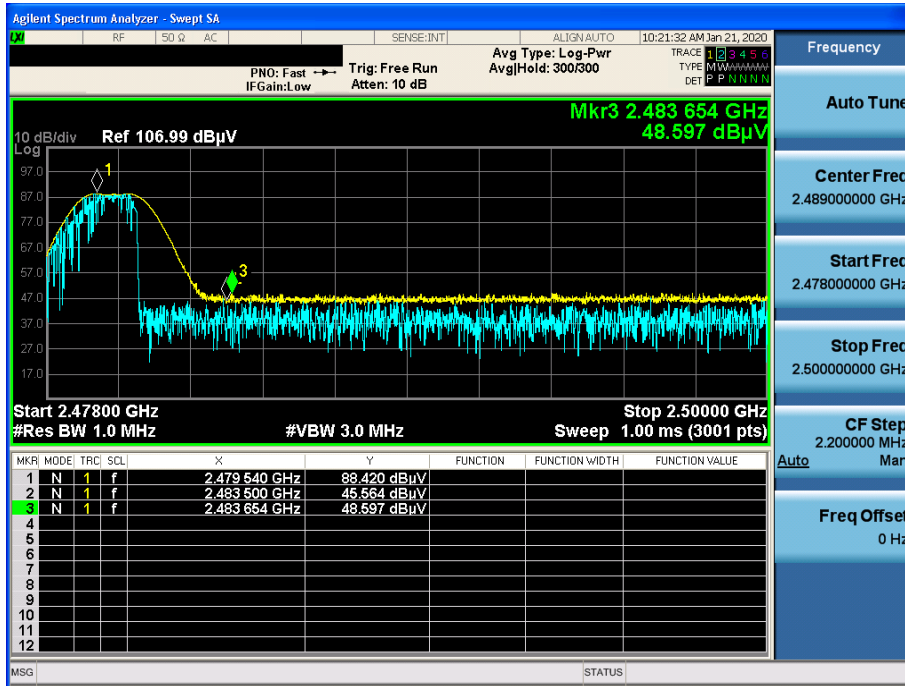 Agilent Spectrum Analyzer - Swept SA
LXI RF 50 Ω AC SENSE:INT ALIGN AUTO 10:21:32 AM Jan 21, 2020
PNO: Fast Trig: Free Run Avg Type: Log-Pwr TRACE 1 2 3 4 5 6
IFGain:Low Atten: 10 dB Avg|Hold: 300/300 TYPE MWWWWW
DET P P N N N N
Mkr3 2.483 654 GHz
48.597 dBµV
10 dB/div Ref 106.99 dBµV
Log
97.0
87.0
77.0
67.0
57.0
47.0
37.0
27.0
17.0
1
3
Start 2.47800 GHz Stop 2.50000 GHz
#Res BW 1.0 MHz #VBW 3.0 MHz Sweep 1.00 ms (3001 pts)
MKR MODE TRC SCL X Y FUNCTION FUNCTION WIDTH FUNCTION VALUE
1 N 1 f 2.479 540 GHz 88.420 dBµV
2 N 1 f 2.483 500 GHz 45.564 dBµV
3 N 1 f 2.483 654 GHz 48.597 dBµV
4
5
6
7
8
9
10
11
12
MSG STATUS
Frequency
Auto Tune
Center Freq
2.489000000 GHz
Start Freq
2.478000000 GHz
Stop Freq
2.500000000 GHz
CF Step
2.200000 MHz
Auto Man
Freq Offset
0 Hz